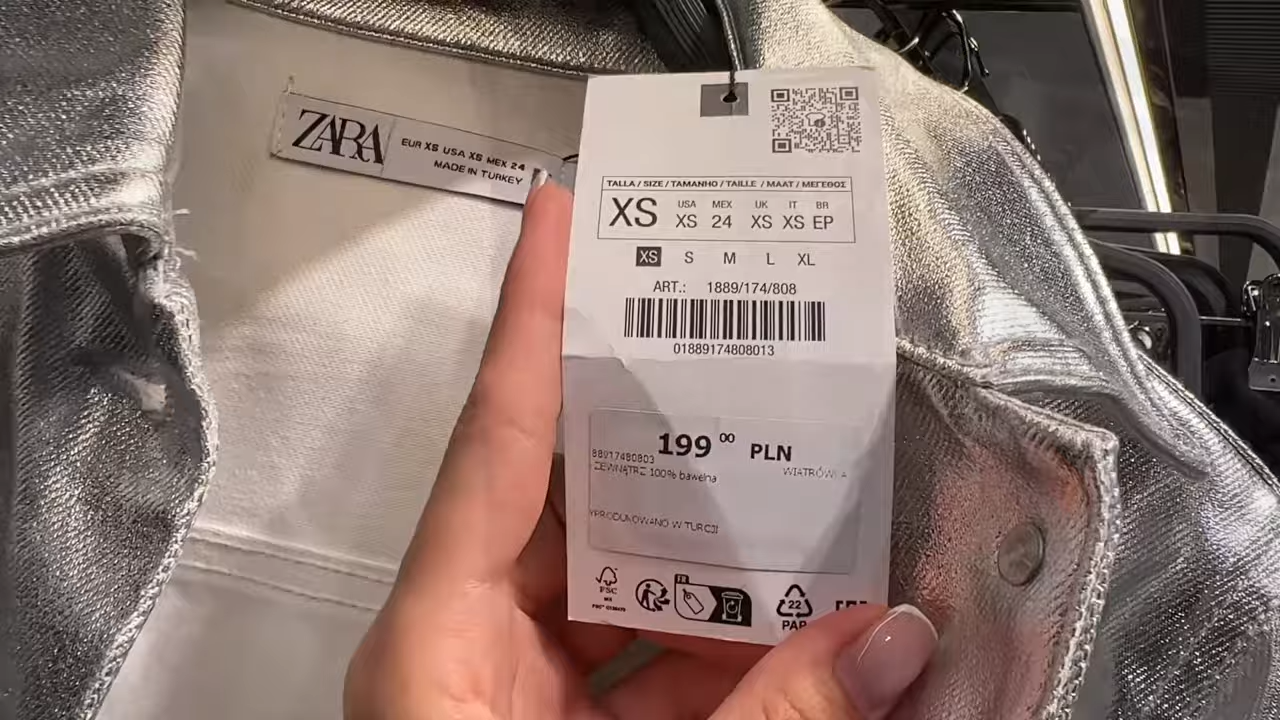 ZARA
EUR XS USA XS MEX 24
MADE IN TURKEY
TALLA / SIZE / TAMANHO / TAILLE / MAAT / ΜΕΓΕΘΟΣ
XS USA XS MEX 24 UK XS IT XS BR EP
XS S M L XL
ART.: 1889/174/808
01889174808013
199 00 PLN
88917480803
ZEWNĄTRZ 100% bawełna
WIATRÓWKA
YPRODUKOWANO W TURCJI
FSC
FR
22
PAP